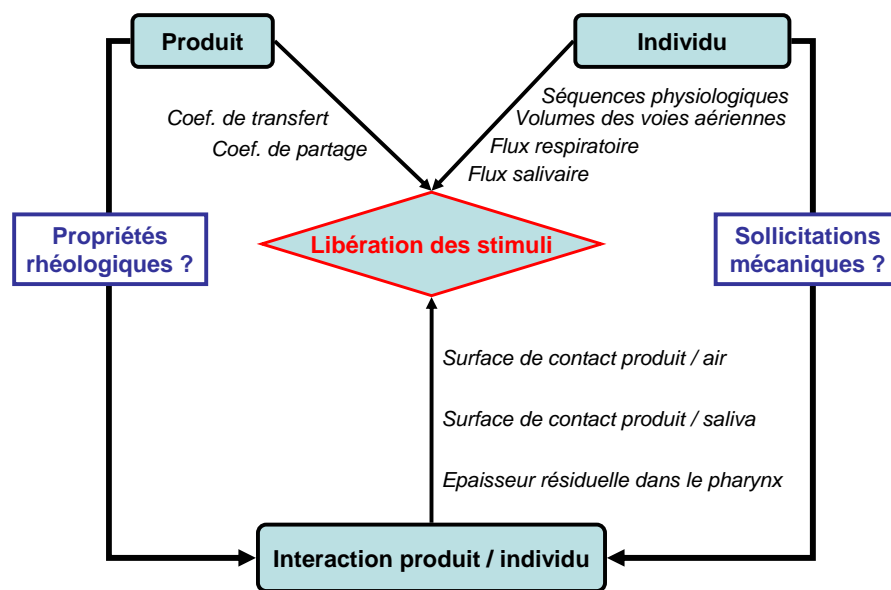 Produit
Individu
Coef. de transfert
Coef. de partage
Séquences physiologiques
Volumes des voies aériennes
Flux respiratoire
Flux salivaire
Propriétés
rhéologiques ?
Libération des stimuli
Sollicitations
mécaniques ?
Surface de contact produit / air
Surface de contact produit / saliva
Epaisseur résiduelle dans le pharynx
Interaction produit / individu